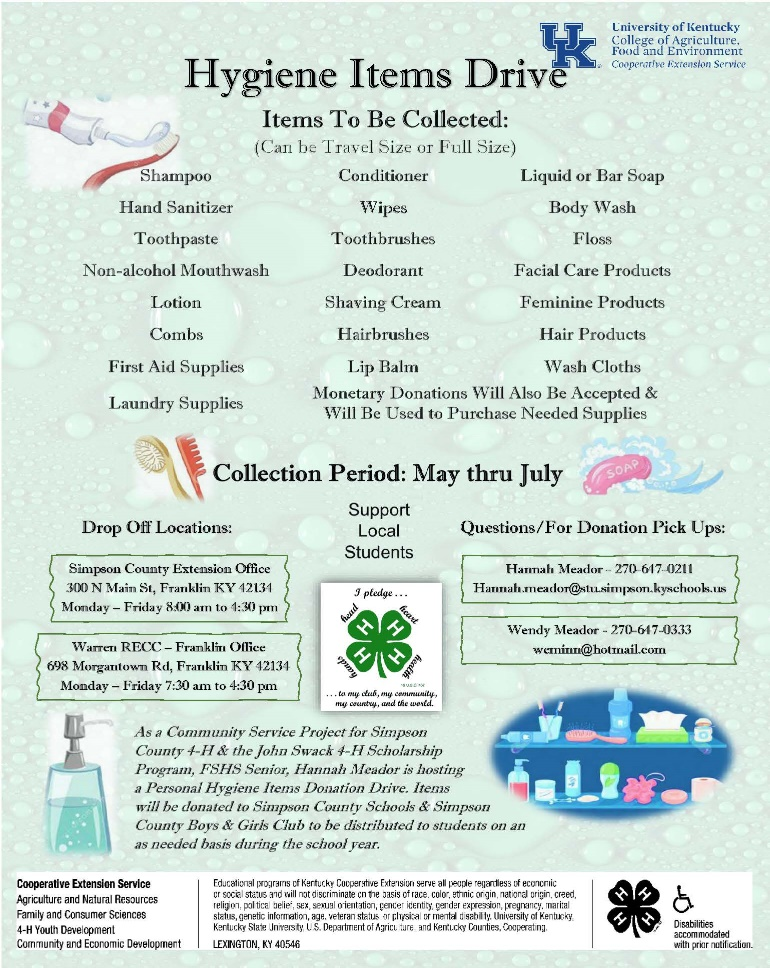 University of Kentucky
College of Agriculture,
Food and Environment
Cooperative Extension Service
UK
Hygiene Items Drive
Items To Be Collected:
(Can be Travel Size or Full Size)
Shampoo Conditioner Liquid or Bar Soap
Hand Sanitizer Wipes Body Wash
Toothpaste Toothbrushes Floss
Non-alcohol Mouthwash Deodorant Facial Care Products
Lotion Shaving Cream Feminine Products
Combs Hairbrushes Hair Products
First Aid Supplies Lip Balm Wash Cloths
Laundry Supplies
Monetary Donations Will Also Be Accepted &
Will Be Used to Purchase Needed Supplies
Collection Period: May thru July
SOAP
Drop Off Locations:
Simpson County Extension Office
300 N Main St, Franklin KY 42134
Monday – Friday 8:00 am to 4:30 pm
Warren RECC – Franklin Office
698 Morgantown Rd, Franklin KY 42134
Monday – Friday 7:30 am to 4:30 pm
Support
Local
Students
I pledge . . .
head
heart
H H
H H
hands
health
. . . to my club, my community,
my country, and the world.
Questions/For Donation Pick Ups:
Hannah Meador – 270-647-0211
Hannah.meador@stu.simpson.kyschools.us
Wendy Meador - 270-647-0333
weminn@hotmail.com
As a Community Service Project for Simpson
County 4-H & the John Swack 4-H Scholarship
Program, FSHS Senior, Hannah Meador is hosting
a Personal Hygiene Items Donation Drive. Items
will be donated to Simpson County Schools & Simpson
County Boys & Girls Club to be distributed to students on an
as needed basis during the school year.
Cooperative Extension Service
Agriculture and Natural Resources
Family and Consumer Sciences
4-H Youth Development
Community and Economic Development
Educational programs of Kentucky Cooperative Extension serve all people regardless of economic
or social status and will not discriminate on the basis of race, color, ethnic origin, national origin, creed,
religion, political belief, sex, sexual orientation, gender identity, gender expression, pregnancy, marital
status, genetic information, age, veteran status, or physical or mental disability. University of Kentucky,
Kentucky State University, U.S. Department of Agriculture, and Kentucky Counties, Cooperating.
LEXINGTON, KY 40546
H H
H H
Disabilities
accommodated
with prior notification.